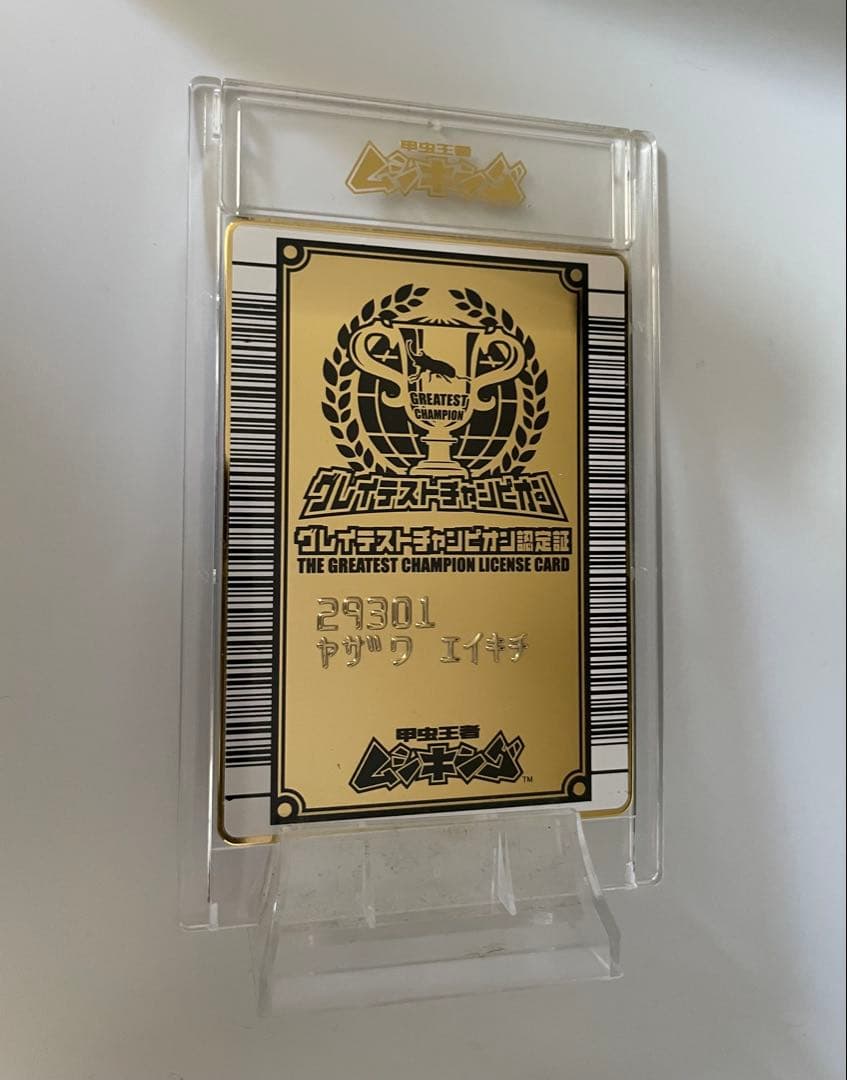 甲虫王者
ムシキング
GREATEST
CHAMPION
グレイテストチャンピオン
グレイテストチャンピオン認定証
THE GREATEST CHAMPION LICENSE CARD
29301
ヤザワ エイキチ
甲虫王者
ムシキング™